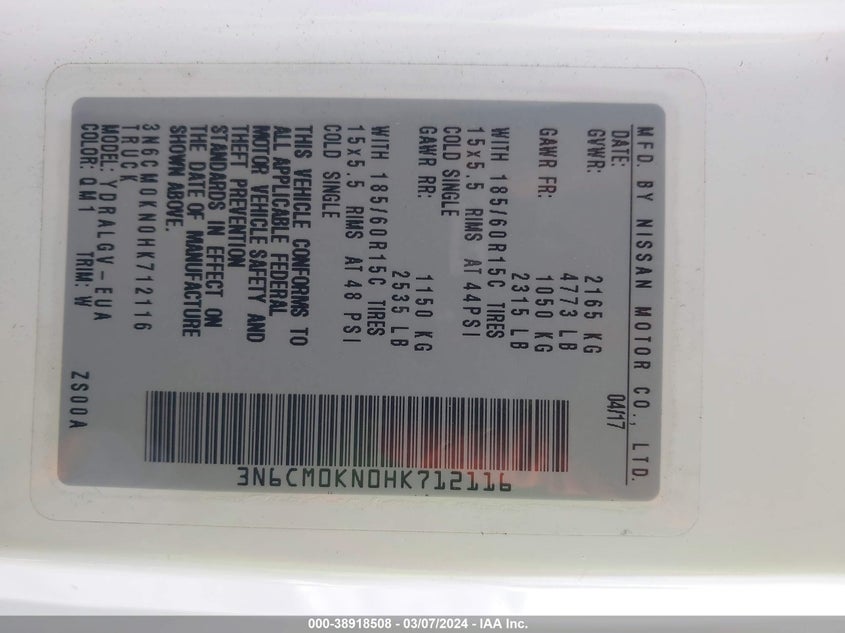 MFD. BY NISSAN MOTOR CO., LTD.
DATE: 04/17
GVWR: 2165 KG
4773 LB
GAWR FR: 1050 KG
2315 LB
WITH 185/60R15C TIRES
15x5.5 RIMS AT 44PSI
COLD SINGLE
GAWR RR: 1150 KG
2535 LB
WITH 185/60R15C TIRES
15x5.5 RIMS AT 48 PSI
COLD SINGLE
THIS VEHICLE CONFORMS TO
ALL APPLICABLE FEDERAL
MOTOR VEHICLE SAFETY AND
THEFT PREVENTION
STANDARDS IN EFFECT ON
THE DATE OF MANUFACTURE
SHOWN ABOVE.
3N6CM0KN0HK712116
TRUCK
MODEL: YDRALGV-EUA
COLOR: QM1 TRIM: W ZS00A
3N6CM0KN0HK712116
000-38918508 - 03/07/2024 - IAA Inc.